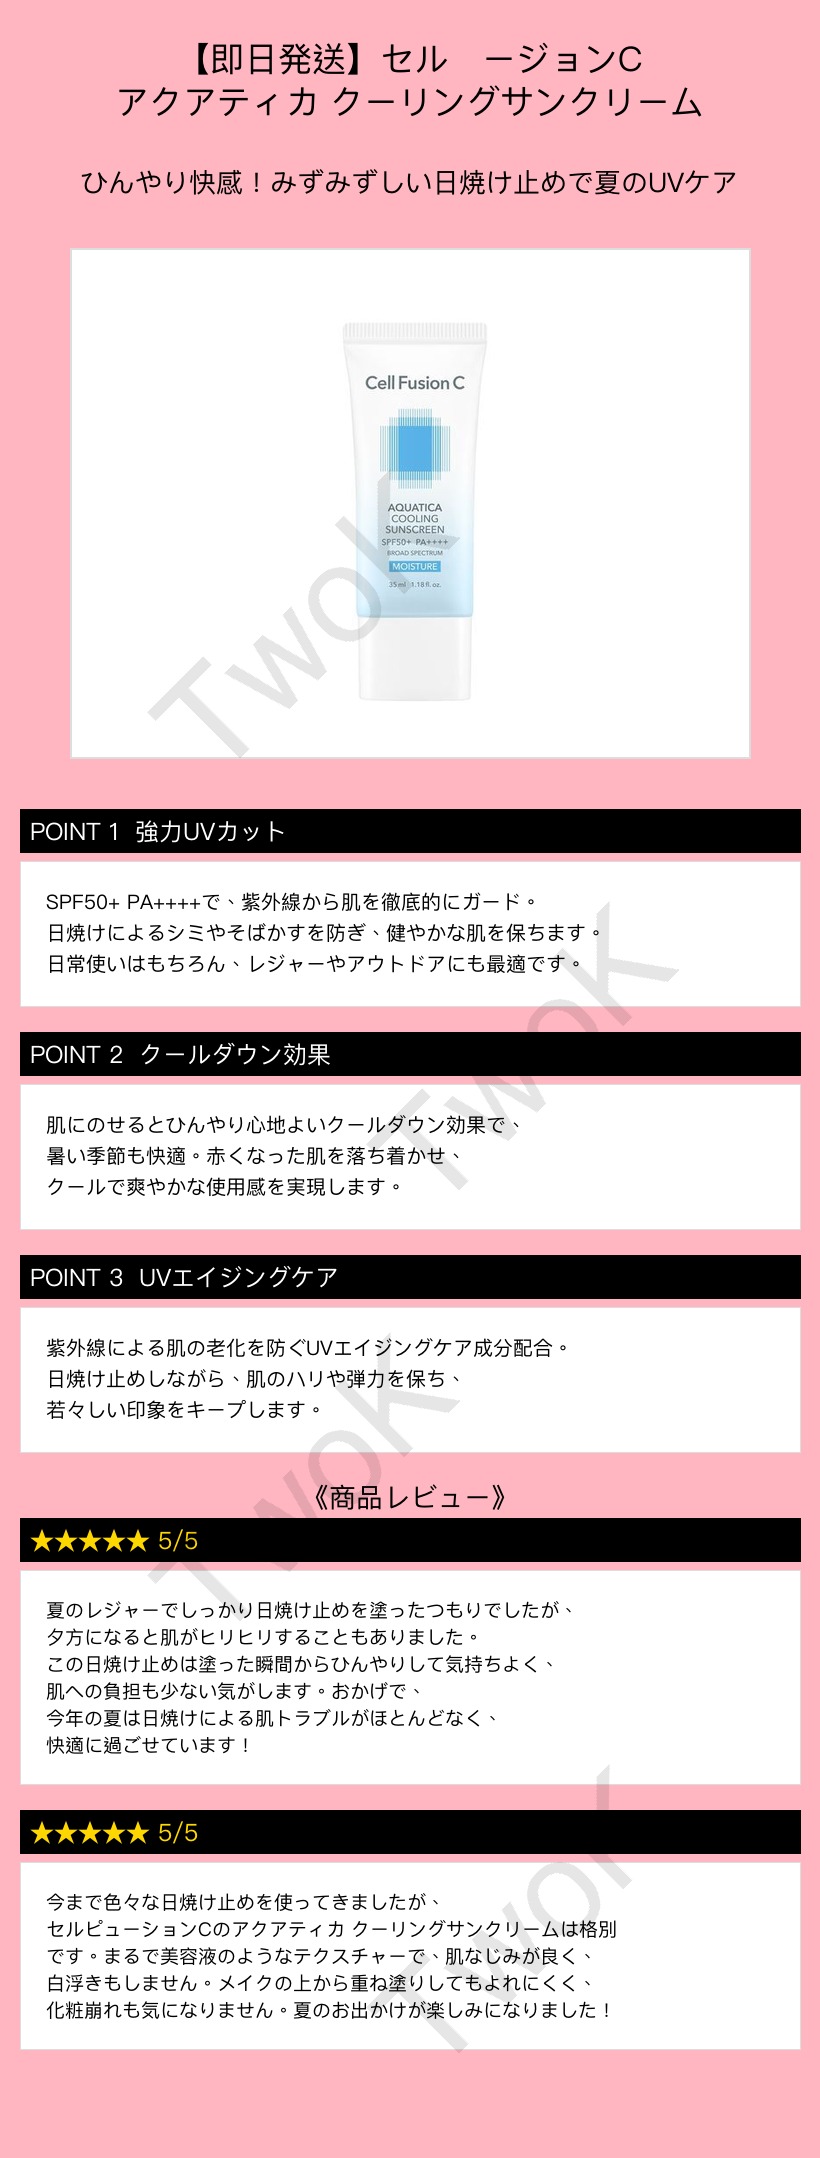 【即日発送】セル　ージョンC
アクアティカ クーリングサンクリーム
ひんやり快感！みずみずしい日焼け止めで夏のUVケア
Cell Fusion C
AQUATICA
COOLING
SUNSCREEN
SPF50+ PA++++
BROAD SPECTRUM
MOISTURE
35 ml 1.18 fl. oz.
TwoK
POINT 1 強力UVカット
SPF50+ PA++++で、紫外線から肌を徹底的にガード。
日焼けによるシミやそばかすを防ぎ、健やかな肌を保ちます。
日常使いはもちろん、レジャーやアウトドアにも最適です。
TwoK
POINT 2 クールダウン効果
肌にのせるとひんやり心地よいクールダウン効果で、
暑い季節も快適。赤くなった肌を落ち着かせ、
クールで爽やかな使用感を実現します。
POINT 3 UVエイジングケア
紫外線による肌の老化を防ぐUVエイジングケア成分配合。
日焼け止めしながら、肌のハリや弾力を保ち、
若々しい印象をキープします。
TwoK
《商品レビュー》
★★★★★ 5/5
夏のレジャーでしっかり日焼け止めを塗ったつもりでしたが、
夕方になると肌がヒリヒリすることもありました。
この日焼け止めは塗った瞬間からひんやりして気持ちよく、
肌への負担も少ない気がします。おかげで、
今年の夏は日焼けによる肌トラブルがほとんどなく、
快適に過ごせています！
★★★★★ 5/5
今まで色々な日焼け止めを使ってきましたが、
セルピューションCのアクアティカ クーリングサンクリームは格別
です。まるで美容液のようなテクスチャーで、肌なじみが良く、
白浮きもしません。メイクの上から重ね塗りしてもよれにくく、
化粧崩れも気になりません。夏のお出かけが楽しみになりました！
TwoK